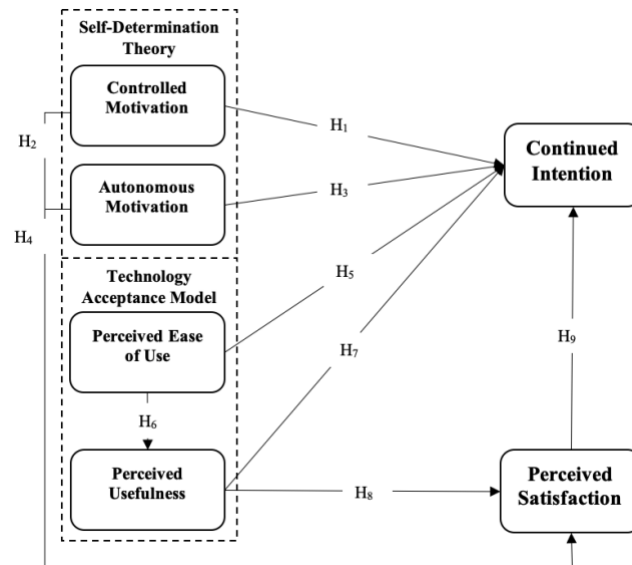 Self-Determination
Theory
Controlled
Motivation
H₁
H₂
Continued
Intention
Autonomous
Motivation
H₃
H₄
Technology
Acceptance Model
H₅
Perceived Ease
of Use
H₇
H₉
H₆
Perceived
Usefulness
H₈
Perceived
Satisfaction